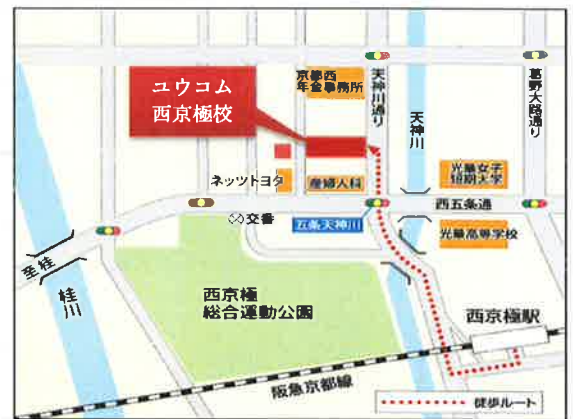 京都西
年金事務所
天神川通り
葛野大路通り
ユウコム
西京極校
天神川
光華女子
短期大学
ネッツトヨタ
産婦人科
西五条通
交番
五条天神川
光華高等学校
至桂
桂川
西京極
総合運動公園
西京極駅
阪急京都線
徒歩ルート